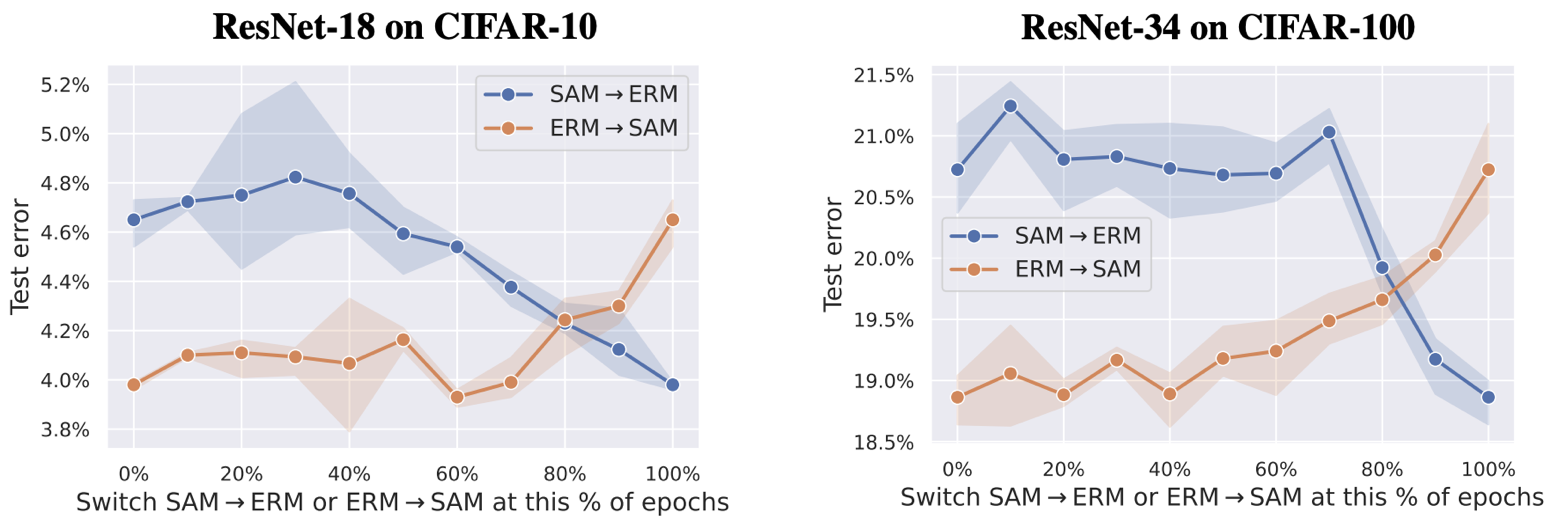 ResNet-18 on CIFAR-10
5.2%
5.0%
4.8%
4.6%
4.4%
4.2%
4.0%
3.8%
Test error
SAM→ERM
ERM→SAM
0% 20% 40% 60% 80% 100%
Switch SAM→ERM or ERM→SAM at this % of epochs
ResNet-34 on CIFAR-100
21.5%
21.0%
20.5%
20.0%
19.5%
19.0%
18.5%
Test error
SAM→ERM
ERM→SAM
0% 20% 40% 60% 80% 100%
Switch SAM→ERM or ERM→SAM at this % of epochs